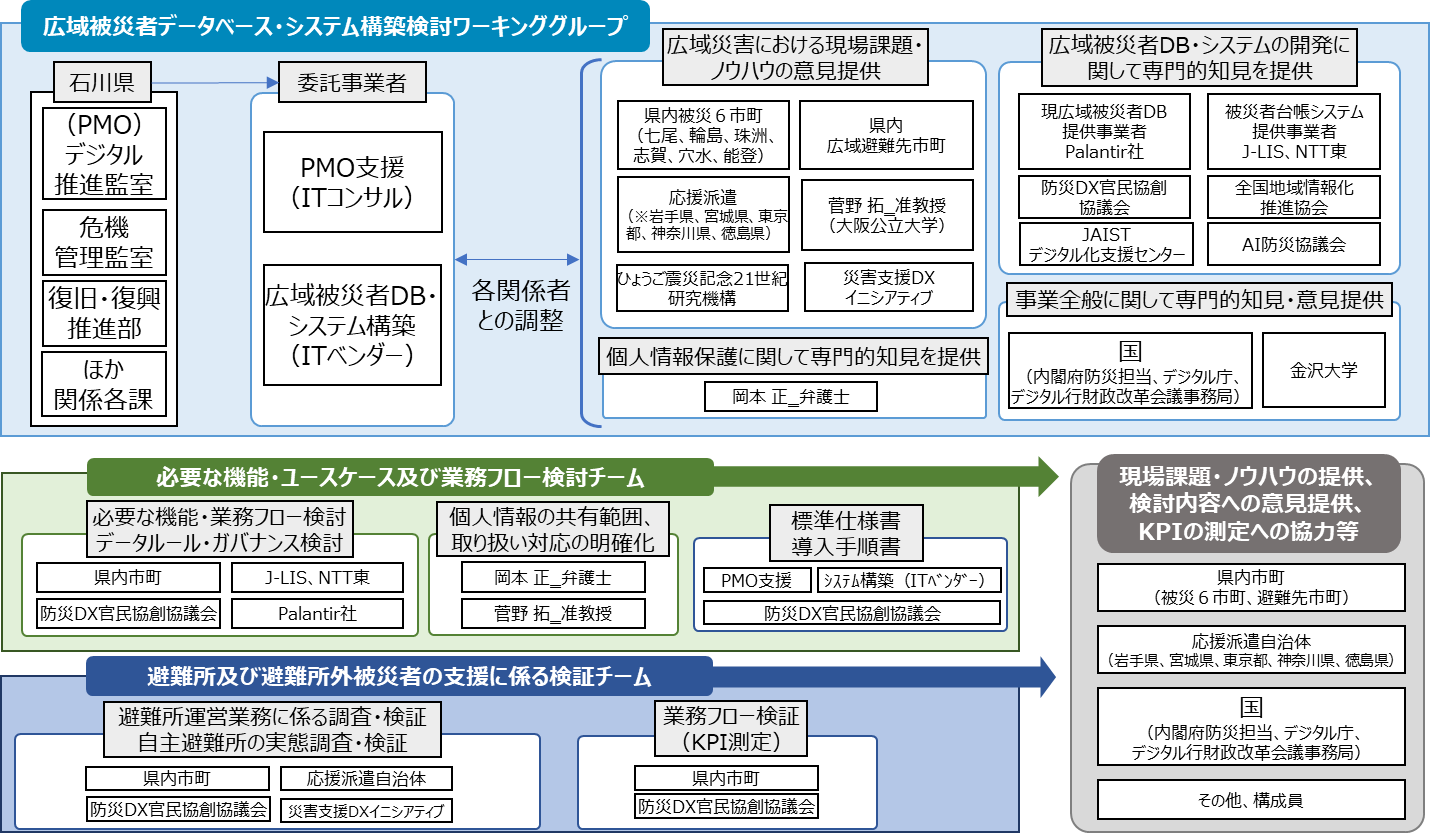 広域被災者データベース・システム構築検討ワーキンググループ
石川県
（PMO）
デジタル
推進監室
危機
管理監室
復旧・復興
推進部
ほか
関係各課
委託事業者
PMO支援
（ITコンサル）
広域被災者DB・
システム構築
（ITベンダー）
各関係者
との調整
広域災害における現場課題・
ノウハウの意見提供
県内被災６市町
（七尾、輪島、珠洲、
志賀、穴水、能登）
県内
広域避難先市町
応援派遣
（※岩手県、宮城県、東京
都、神奈川県、徳島県）
菅野 拓_准教授
（大阪公立大学）
ひょうご震災記念21世紀
研究機構
災害支援DX
イニシアティブ
個人情報保護に関して専門的知見を提供
岡本 正_弁護士
広域被災者DB・システムの開発に
関して専門的知見を提供
現広域被災者DB
提供事業者
Palantir社
被災者台帳システム
提供事業者
J-LIS、NTT東
防災DX官民協創
協議会
全国地域情報化
推進協会
JAIST
デジタル化支援センター
AI防災協議会
事業全般に関して専門的知見・意見提供
国
（内閣府防災担当、デジタル庁、
デジタル行財政改革会議事務局）
金沢大学
必要な機能・ユースケース及び業務フロー検討チーム
必要な機能・業務フロー検討
データルール・ガバナンス検討
県内市町
J-LIS、NTT東
防災DX官民協創協議会
Palantir社
個人情報の共有範囲、
取り扱い対応の明確化
岡本 正_弁護士
菅野 拓_准教授
標準仕様書
導入手順書
PMO支援
ｼｽﾃﾑ構築（ITﾍﾞﾝﾀﾞｰ）
防災DX官民協創協議会
避難所及び避難所外被災者の支援に係る検証チーム
避難所運営業務に係る調査・検証
自主避難所の実態調査・検証
県内市町
応援派遣自治体
防災DX官民協創協議会
災害支援DXイニシアティブ
業務フロー検証
（KPI測定）
県内市町
防災DX官民協創協議会
現場課題・ノウハウの提供、
検討内容への意見提供、
KPIの測定への協力等
県内市町
（被災６市町、避難先市町）
応援派遣自治体
（岩手県、宮城県、東京都、神奈川県、徳島県）
国
（内閣府防災担当、デジタル庁、
デジタル行財政改革会議事務局）
その他、構成員